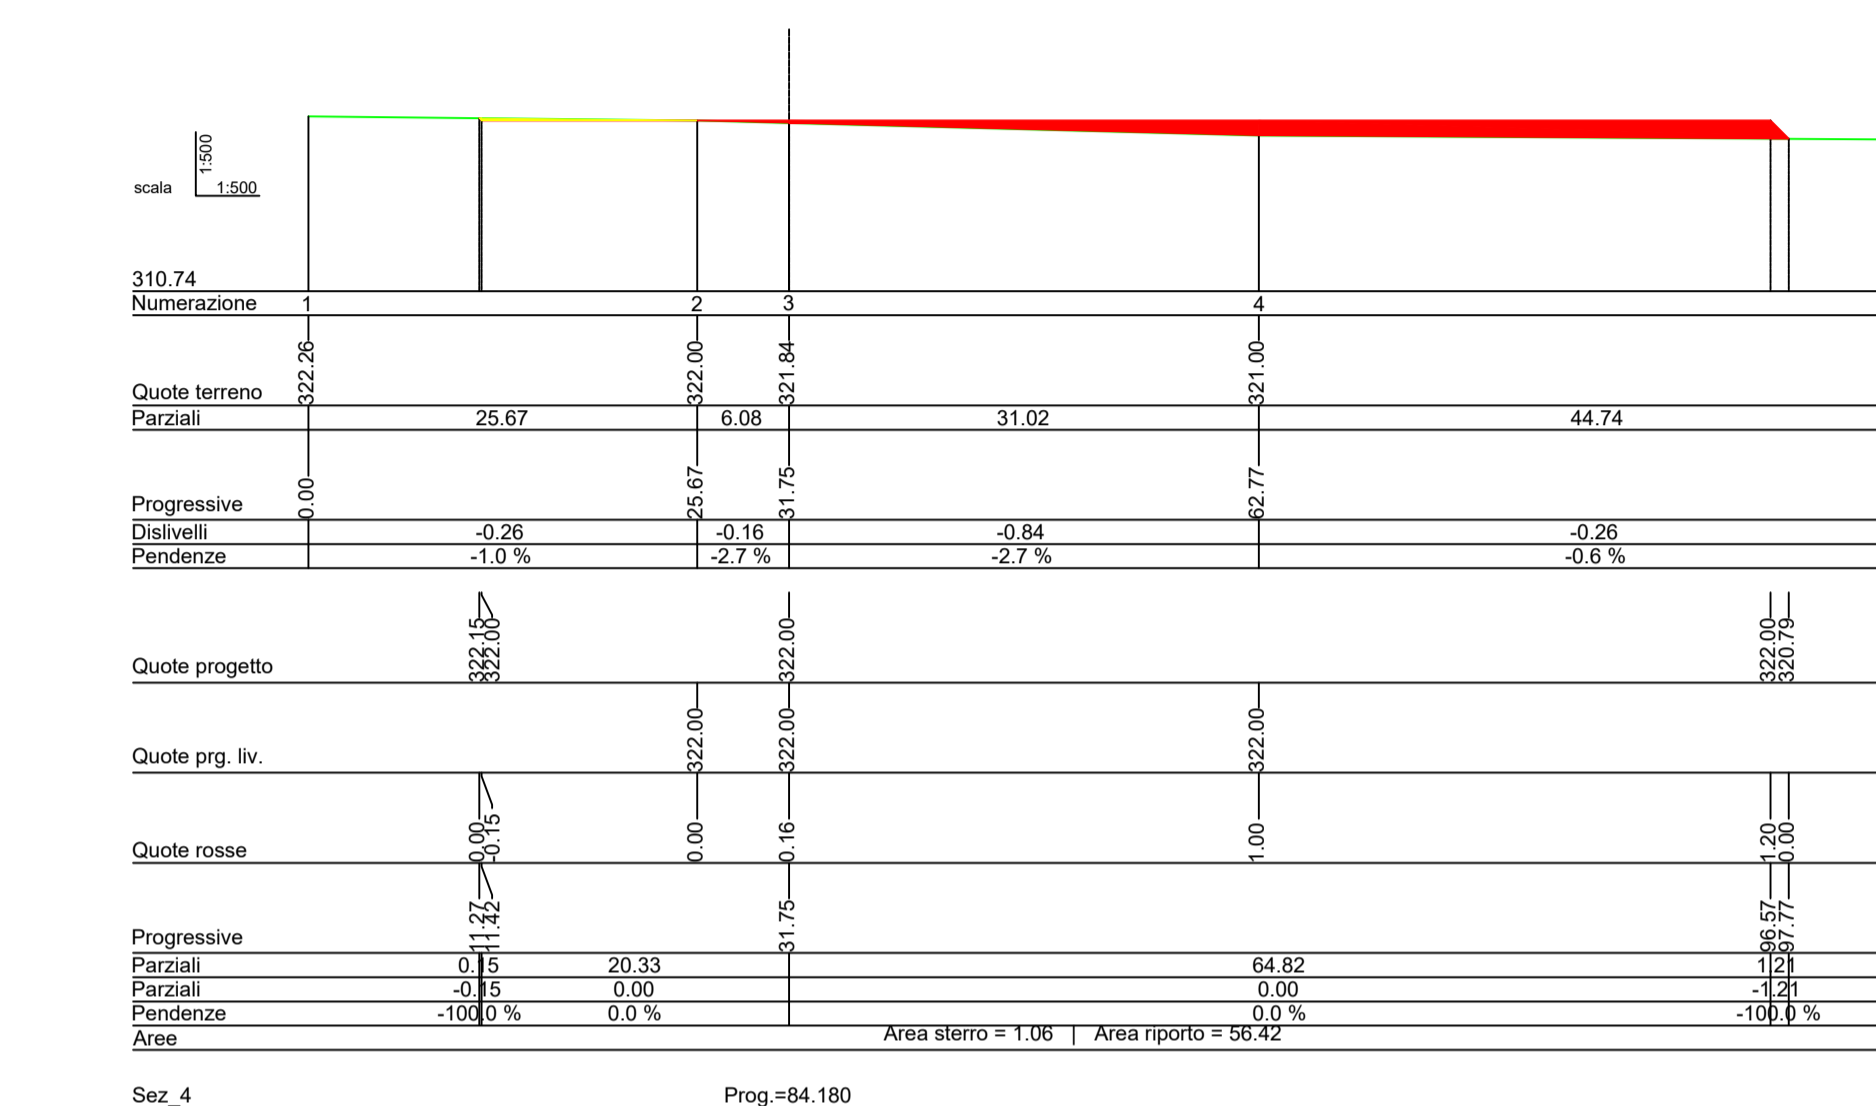 1:500
scala 1:500
310.74
Numerazione 1 2 3 4
Quote terreno 322.26 322.00 321.84 321.00
Parziali 25.67 6.08 31.02 44.74
Progressive 0.00 25.67 31.75 62.77
Dislivelli -0.26 -0.16 -0.84 -0.26
Pendenze -1.0 % -2.7 % -2.7 % -0.6 %
Quote progetto 322.15 322.00 322.00 322.00 320.79
Quote prg. liv. 322.00 322.00 322.00
Quote rosse 0.00 -0.15 0.00 0.16 1.00 1.20 0.00
Progressive 11.27 11.42 31.75 96.57 97.77
Parziali 0.15 20.33 64.82 1.21
Parziali -0.15 0.00 0.00 -1.21
Pendenze -100.0 % 0.0 % 0.0 % -100.0 %
Aree Area sterro = 1.06 | Area riporto = 56.42
Sez_4 Prog.=84.180